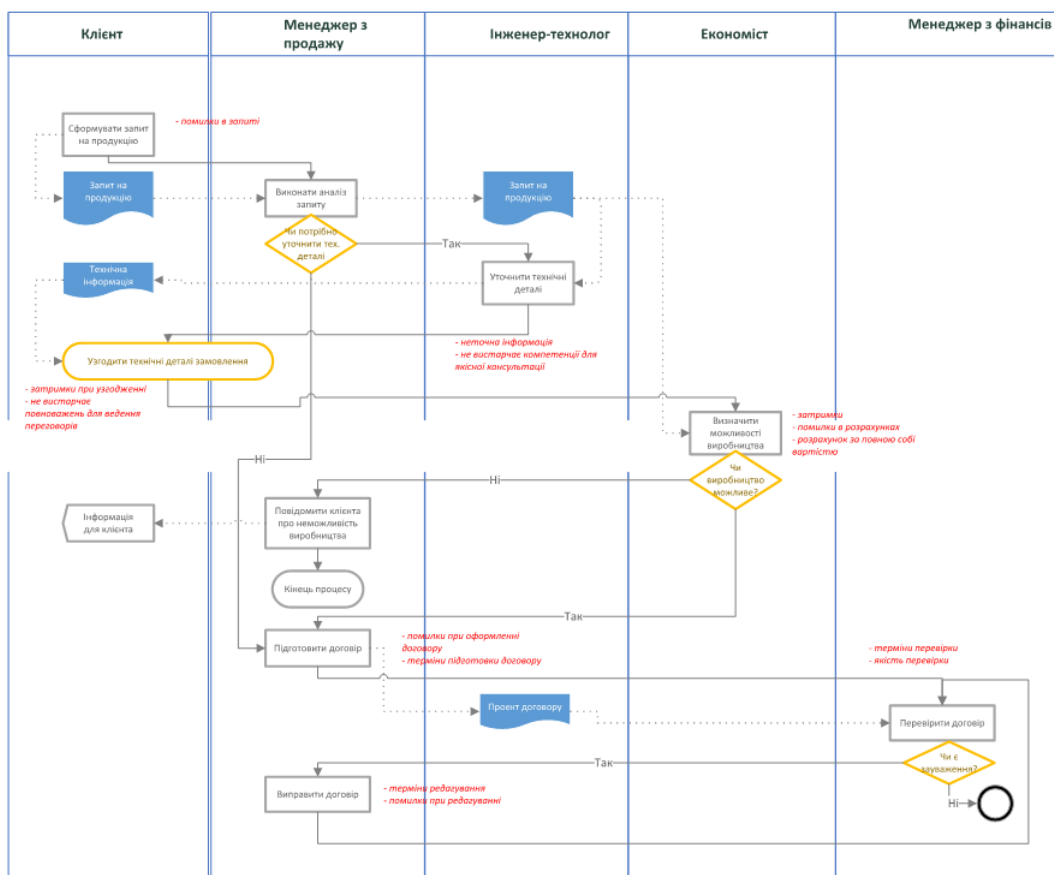 Клієнт
Менеджер з
продажу
Інженер-технолог
Економіст
Менеджер з фінансів
Сформувати запит
на продукцію
- помилки в запиті
Запит на
продукцію
Виконати аналіз
запиту
Запит на
продукцію
Чи потрібно
уточнити тех.
деталі
Так
Технічна
інформація
Уточнити технічні
деталі
Узгодити технічні деталі замовлення
- неточна інформація
- не вистарчає компетенції для
якісної консультації
- затримки при узгодженні
- не вистарчає
повноважень для ведення
переговорів
Визначити
можливості
виробництва
- затримки
- помилки в розрахунках
- розрахунок за повною собі
вартістю
Ні
Чи
виробництво
можливе?
Ні
Інформація
для клієнта
Повідомити клієнта
про неможливість
виробництва
Кінець процесу
Так
Підготовити договір
- помилки при оформленні
договору
- терміни підготовки договору
- терміни перевірки
- якість перевірки
Проект договору
Перевірити договір
Так
Чи є
зауваження?
Виправити договір
- терміни редагування
- помилки при редагуванні
Ні